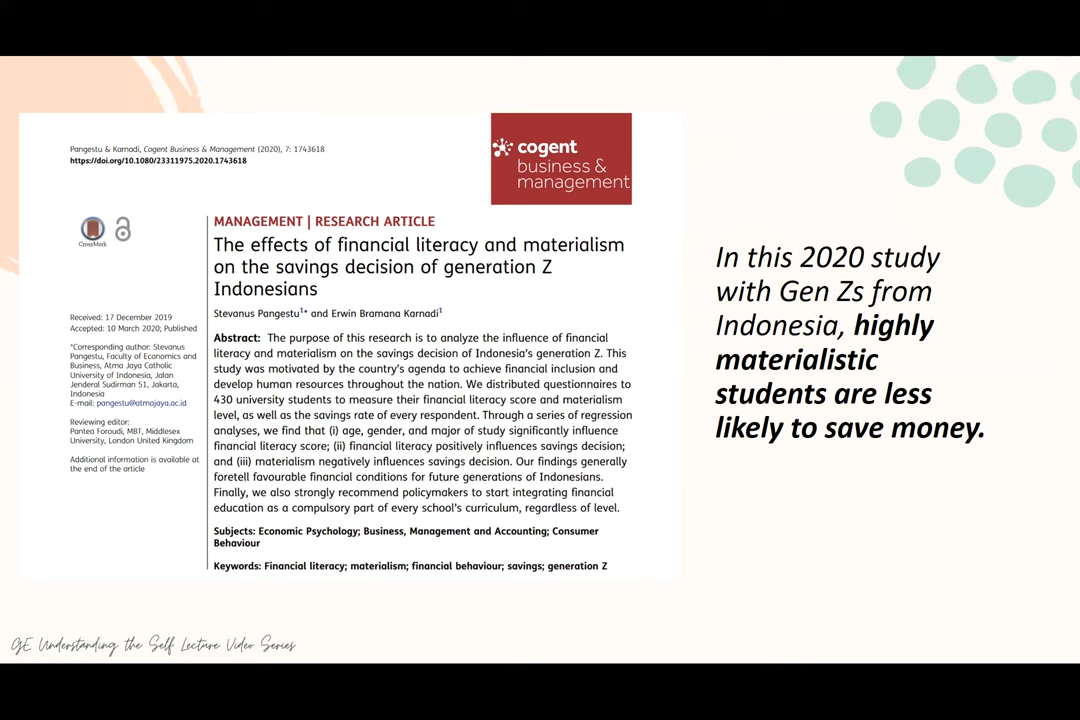 Pangestu & Karnadi, Cogent Business & Management (2020), 7: 1743618
https://doi.org/10.1080/23311975.2020.1743618
cogent
business &
management
CrossMark
MANAGEMENT | RESEARCH ARTICLE
The effects of financial literacy and materialism
on the savings decision of generation Z
Indonesians
Stevanus Pangestu1* and Erwin Bramana Karnadi1
Received: 17 December 2019
Accepted: 10 March 2020; Published
*Corresponding author: Stevanus
Pangestu, Faculty of Economics and
Business, Atma Jaya Catholic
University of Indonesia, Jalan
Jenderal Sudirman 51, Jakarta,
Indonesia
E-mail: pangestu@atmajaya.ac.id
Reviewing editor:
Pantea Foroudi, MBT, Middlesex
University, London United Kingdom
Additional information is available at
the end of the article
Abstract: The purpose of this research is to analyze the influence of financial
literacy and materialism on the savings decision of Indonesia's generation Z. This
study was motivated by the country's agenda to achieve financial inclusion and
develop human resources throughout the nation. We distributed questionnaires to
430 university students to measure their financial literacy score and materialism
level, as well as the savings rate of every respondent. Through a series of regression
analyses, we find that (i) age, gender, and major of study significantly influence
financial literacy score; (ii) financial literacy positively influences savings decision;
and (iii) materialism negatively influences savings decision. Our findings generally
foretell favourable financial conditions for future generations of Indonesians.
Finally, we also strongly recommend policymakers to start integrating financial
education as a compulsory part of every school's curriculum, regardless of level.
Subjects: Economic Psychology; Business, Management and Accounting; Consumer
Behaviour
Keywords: Financial literacy; materialism; financial behaviour; savings; generation Z
In this 2020 study
with Gen Zs from
Indonesia, highly
materialistic
students are less
likely to save money.
GE Understanding the Self Lecture Video Series